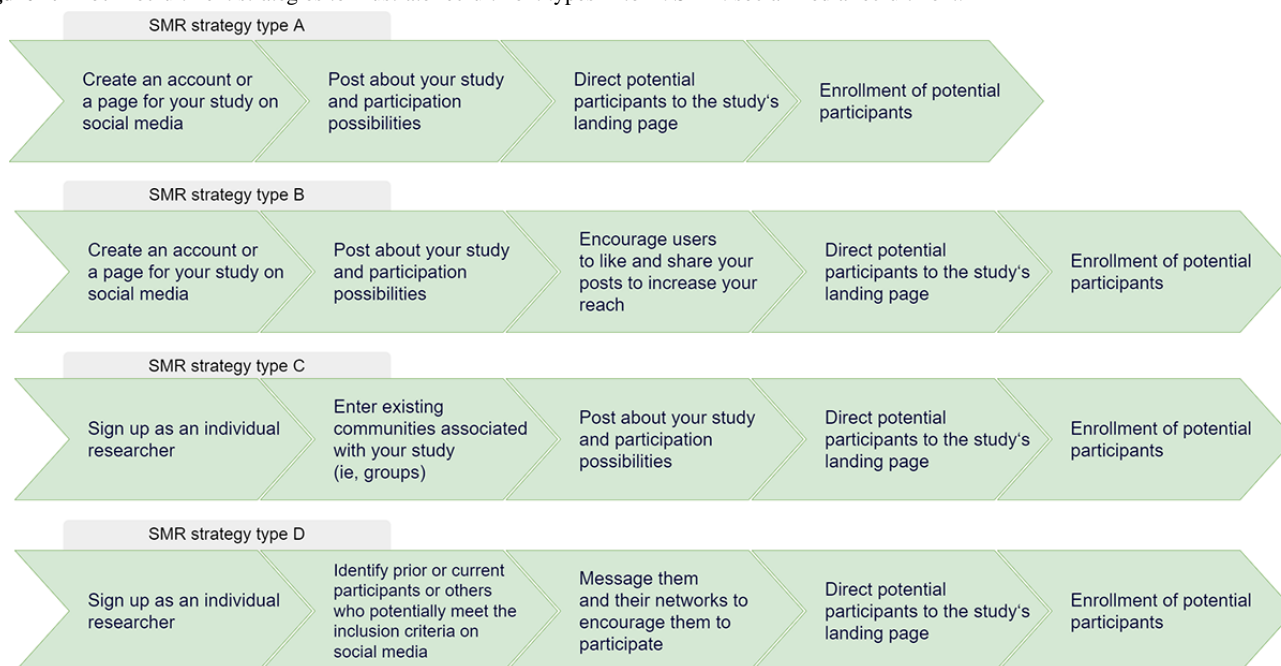 SMR strategy type A
Create an account or
a page for your study on
social media
Post about your study
and participation
possibilities
Direct potential
participants to the study‘s
landing page
Enrollment of potential
participants
SMR strategy type B
Create an account or
a page for your study on
social media
Post about your study
and participation
possibilities
Encourage users
to like and share your
posts to increase your
reach
Direct potential
participants to the study‘s
landing page
Enrollment of potential
participants
SMR strategy type C
Sign up as an individual
researcher
Enter existing
communities associated
with your study
(ie, groups)
Post about your study
and participation
possibilities
Direct potential
participants to the study‘s
landing page
Enrollment of potential
participants
SMR strategy type D
Sign up as an individual
researcher
Identify prior or current
participants or others
who potentially meet the
inclusion criteria on
social media
Message them
and their networks to
encourage them to
participate
Direct potential
participants to the study‘s
landing page
Enrollment of potential
participants